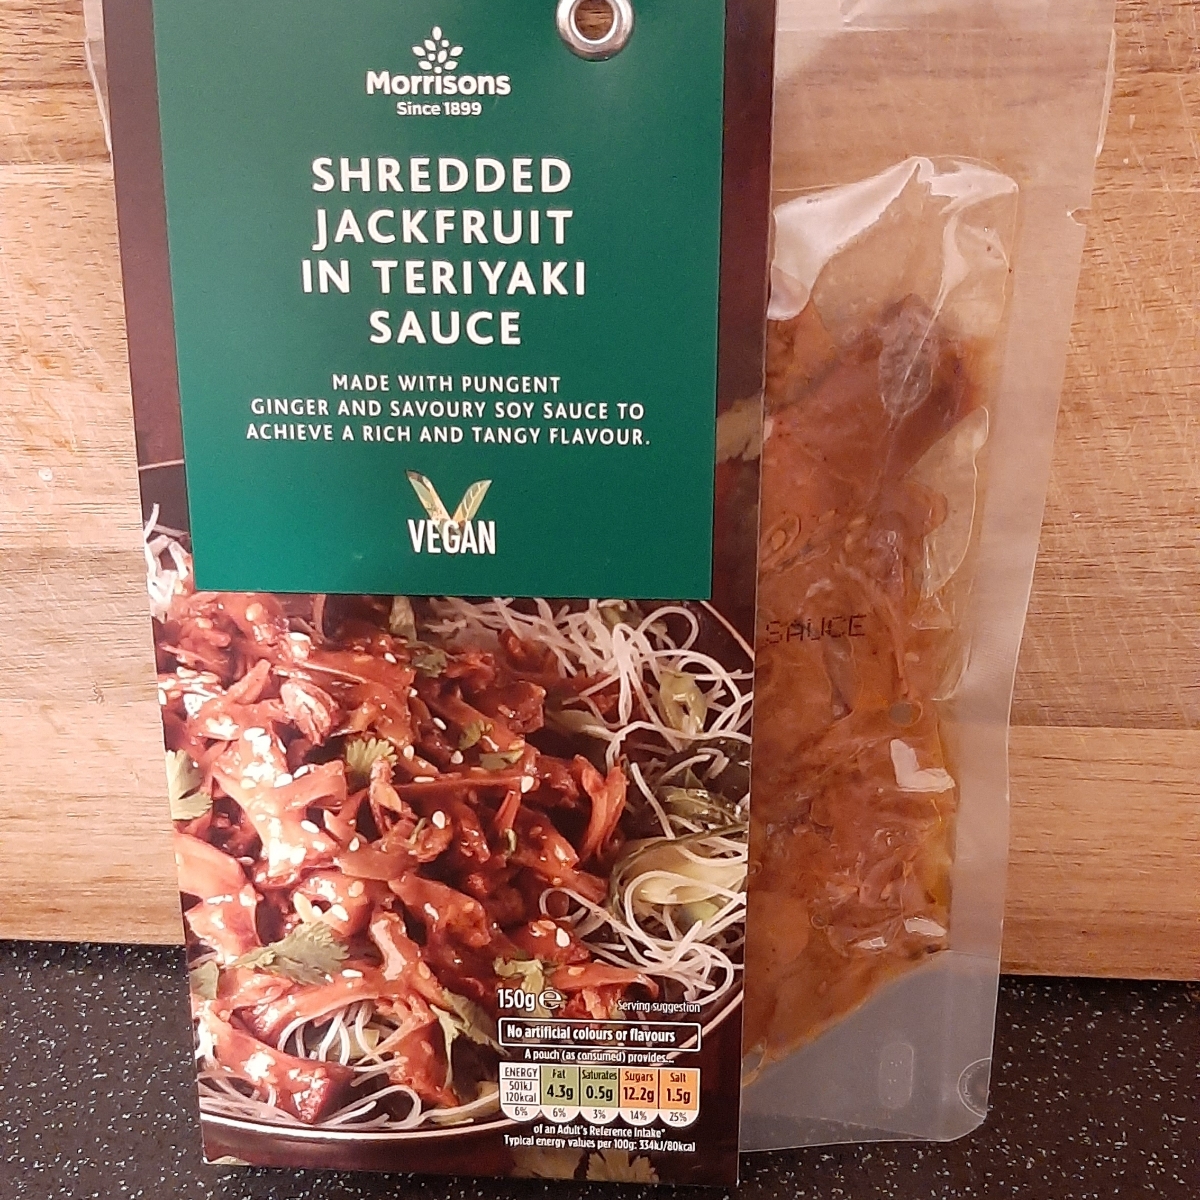 Morrisons
Since 1899
SHREDDED
JACKFRUIT
IN TERIYAKI
SAUCE
MADE WITH PUNGENT
GINGER AND SAVOURY SOY SAUCE TO
ACHIEVE A RICH AND TANGY FLAVOUR.
VEGAN
SAUCE
150g e
Serving suggestion
No artificial colours or flavours
A pouch (as consumed) provides...
ENERGY Fat Saturates Sugars Salt
501kJ 120kcal 4.3g 0.5g 12.2g 1.5g
6% 6% 3% 14% 25%
of an Adult's Reference Intake*
Typical energy values per 100g: 334kJ/80kcal